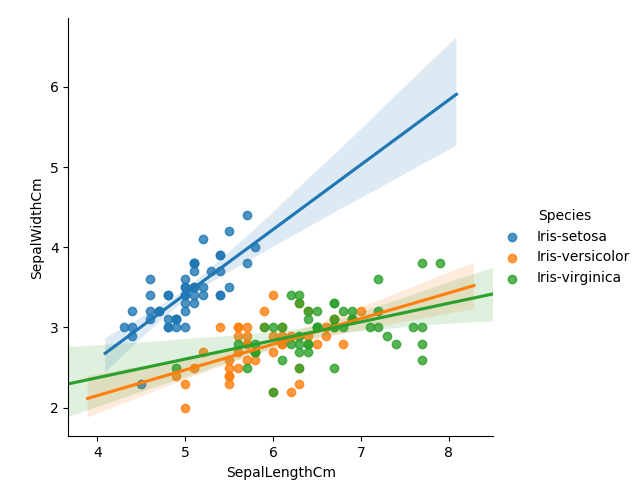 6
5
4
3
2
SepalWidthCm
4
5
6
7
8
SepalLengthCm
Species
Iris-setosa
Iris-versicolor
Iris-virginica